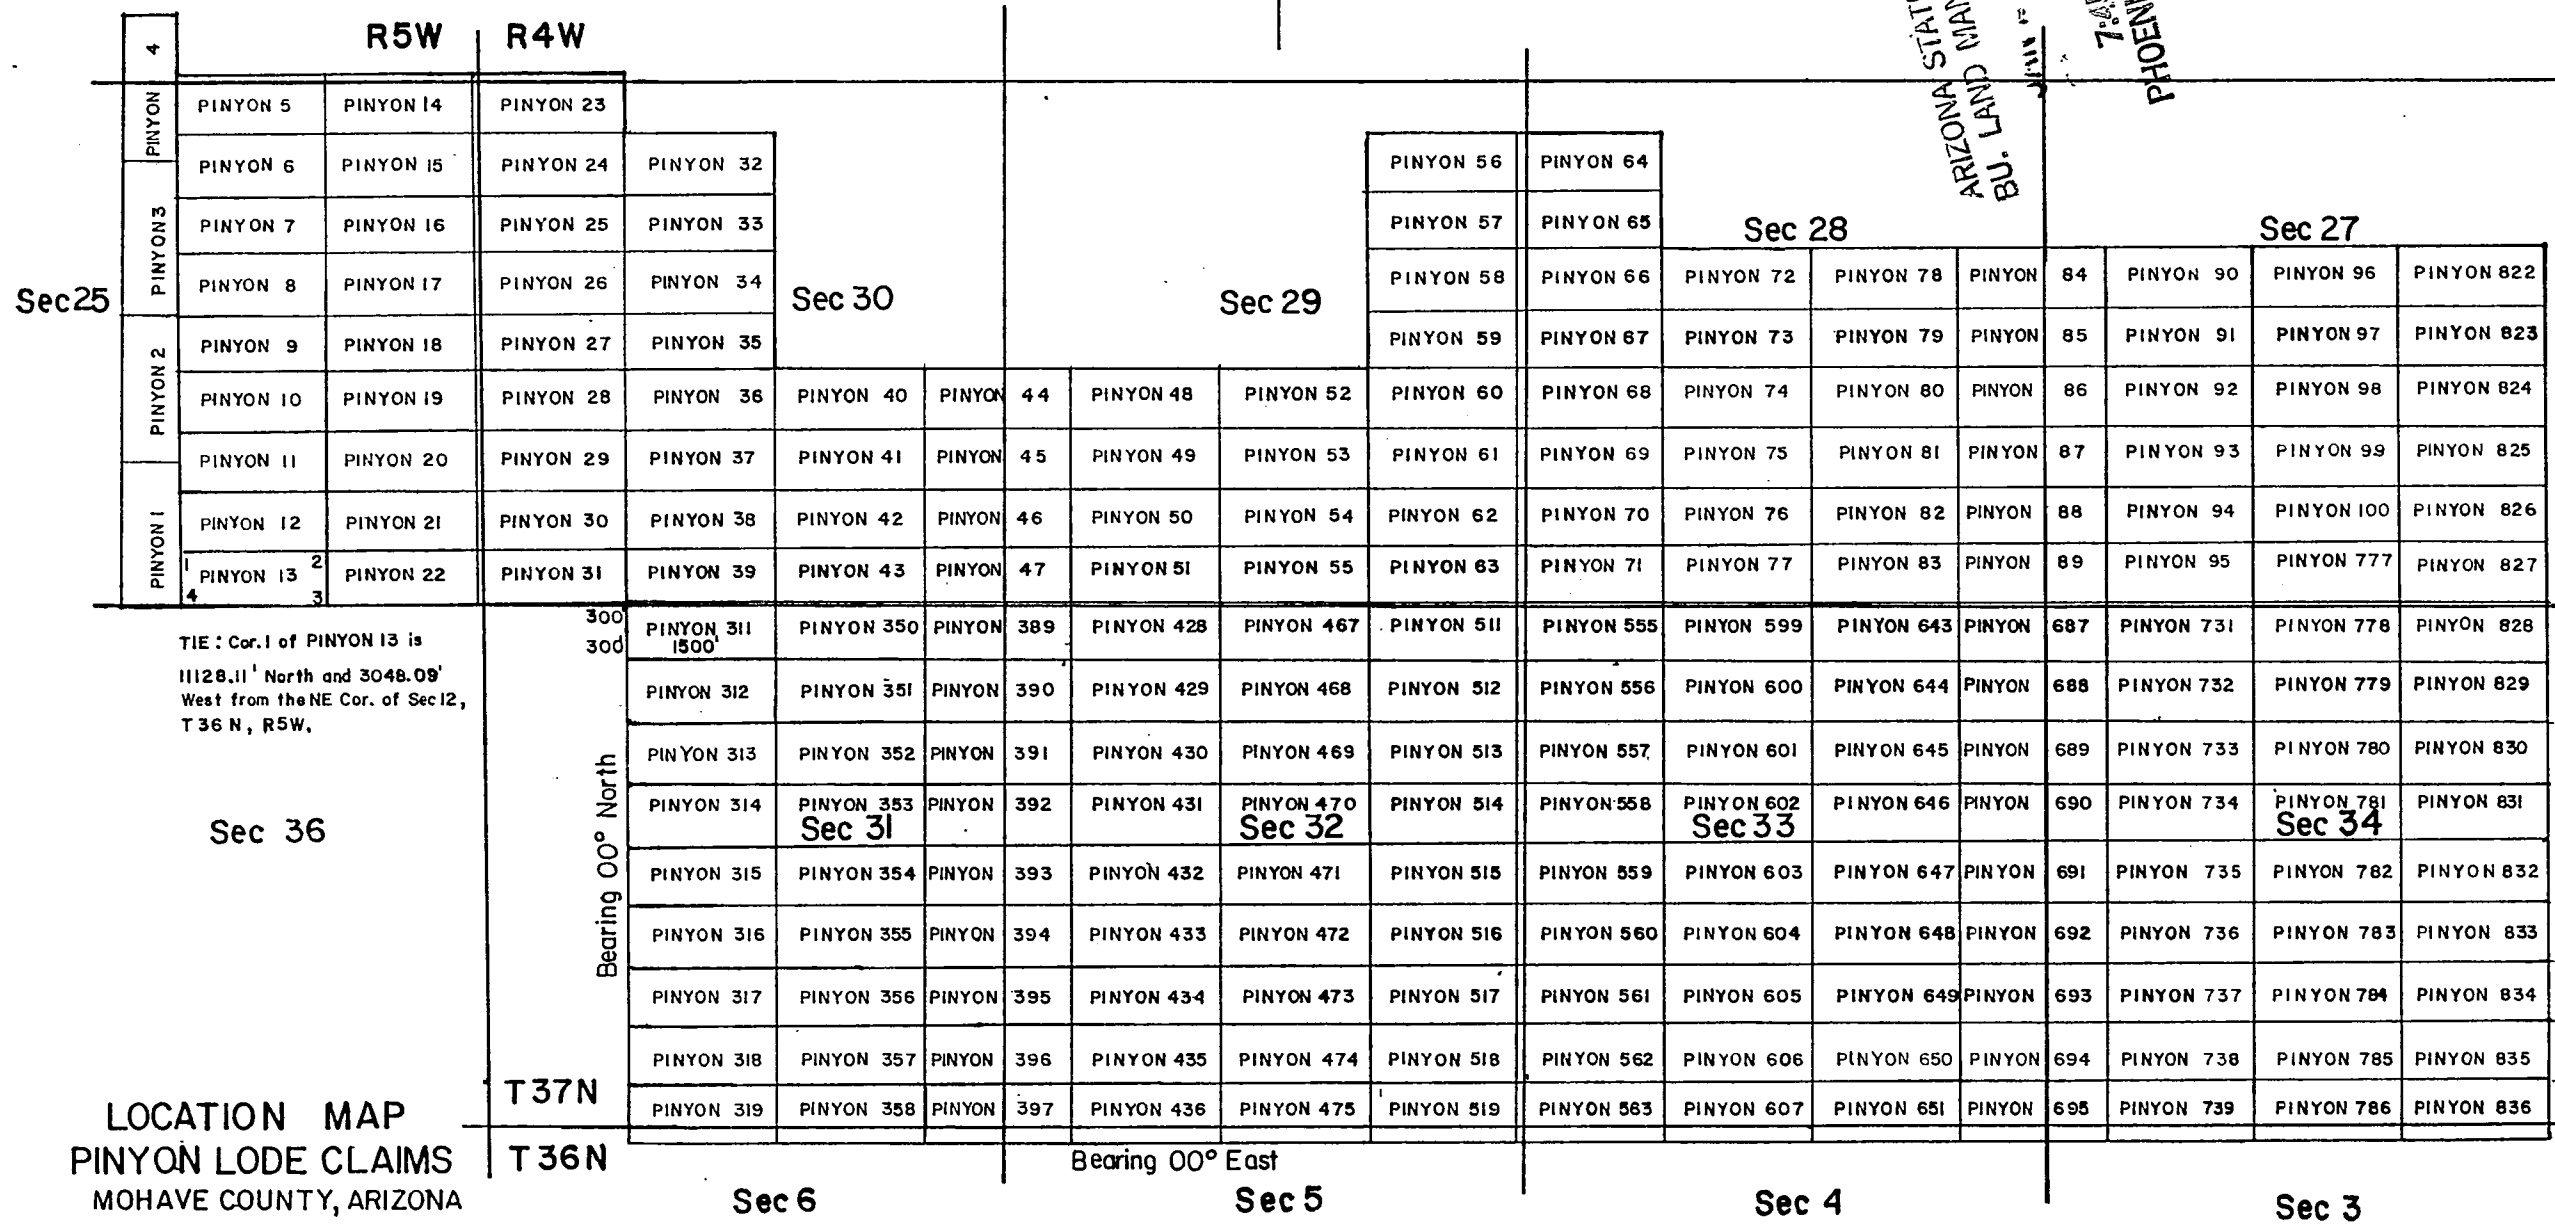 R5W R4W
ARIZONA STAT
BU. LAND MAN
7:4
PHOENI
4
PINYON
PINYON 5 PINYON 14 PINYON 23
PINYON 6 PINYON 15 PINYON 24 PINYON 32 PINYON 56 PINYON 64
PINYON 3
PINYON 7 PINYON 16 PINYON 25 PINYON 33 PINYON 57 PINYON 65 Sec 28 Sec 27
PINYON 8 PINYON 17 PINYON 26 PINYON 34 PINYON 58 PINYON 66 PINYON 72 PINYON 78 PINYON 84 PINYON 90 PINYON 96 PINYON 822
Sec 25 Sec 30 Sec 29
PINYON 2
PINYON 9 PINYON 18 PINYON 27 PINYON 35 PINYON 59 PINYON 67 PINYON 73 PINYON 79 PINYON 85 PINYON 91 PINYON 97 PINYON 823
PINYON 10 PINYON 19 PINYON 28 PINYON 36 PINYON 40 PINYON 44 PINYON 48 PINYON 52 PINYON 60 PINYON 68 PINYON 74 PINYON 80 PINYON 86 PINYON 92 PINYON 98 PINYON 824
PINYON 11 PINYON 20 PINYON 29 PINYON 37 PINYON 41 PINYON 45 PINYON 49 PINYON 53 PINYON 61 PINYON 69 PINYON 75 PINYON 81 PINYON 87 PINYON 93 PINYON 99 PINYON 825
PINYON 1
PINYON 12 PINYON 21 PINYON 30 PINYON 38 PINYON 42 PINYON 46 PINYON 50 PINYON 54 PINYON 62 PINYON 70 PINYON 76 PINYON 82 PINYON 88 PINYON 94 PINYON 100 PINYON 826
1 2
PINYON 13 PINYON 22 PINYON 31 PINYON 39 PINYON 43 PINYON 47 PINYON 51 PINYON 55 PINYON 63 PINYON 71 PINYON 77 PINYON 83 PINYON 89 PINYON 95 PINYON 777 PINYON 827
4 3
300'
PINYON 311 PINYON 350 PINYON 389 PINYON 428 PINYON 467 PINYON 511 PINYON 555 PINYON 599 PINYON 643 PINYON 687 PINYON 731 PINYON 778 PINYON 828
300' 1500'
TIE: Cor. 1 of PINYON 13 is
11128.11' North and 3048.09'
West from the NE Cor. of Sec 12,
T 36 N, R5W.
PINYON 312 PINYON 351 PINYON 390 PINYON 429 PINYON 468 PINYON 512 PINYON 556 PINYON 600 PINYON 644 PINYON 688 PINYON 732 PINYON 779 PINYON 829
PINYON 313 PINYON 352 PINYON 391 PINYON 430 PINYON 469 PINYON 513 PINYON 557 PINYON 601 PINYON 645 PINYON 689 PINYON 733 PINYON 780 PINYON 830
Bearing 00° North
PINYON 314 PINYON 353 PINYON 392 PINYON 431 PINYON 470 PINYON 514 PINYON 558 PINYON 602 PINYON 646 PINYON 690 PINYON 734 PINYON 781 PINYON 831
Sec 36 Sec 31 Sec 32 Sec 33 Sec 34
PINYON 315 PINYON 354 PINYON 393 PINYON 432 PINYON 471 PINYON 515 PINYON 559 PINYON 603 PINYON 647 PINYON 691 PINYON 735 PINYON 782 PINYON 832
PINYON 316 PINYON 355 PINYON 394 PINYON 433 PINYON 472 PINYON 516 PINYON 560 PINYON 604 PINYON 648 PINYON 692 PINYON 736 PINYON 783 PINYON 833
PINYON 317 PINYON 356 PINYON 395 PINYON 434 PINYON 473 PINYON 517 PINYON 561 PINYON 605 PINYON 649 PINYON 693 PINYON 737 PINYON 784 PINYON 834
PINYON 318 PINYON 357 PINYON 396 PINYON 435 PINYON 474 PINYON 518 PINYON 562 PINYON 606 PINYON 650 PINYON 694 PINYON 738 PINYON 785 PINYON 835
T37N
PINYON 319 PINYON 358 PINYON 397 PINYON 436 PINYON 475 PINYON 519 PINYON 563 PINYON 607 PINYON 651 PINYON 695 PINYON 739 PINYON 786 PINYON 836
LOCATION MAP
PINYON LODE CLAIMS
MOHAVE COUNTY, ARIZONA
T36N
Bearing 00° East
Sec 6 Sec 5 Sec 4 Sec 3